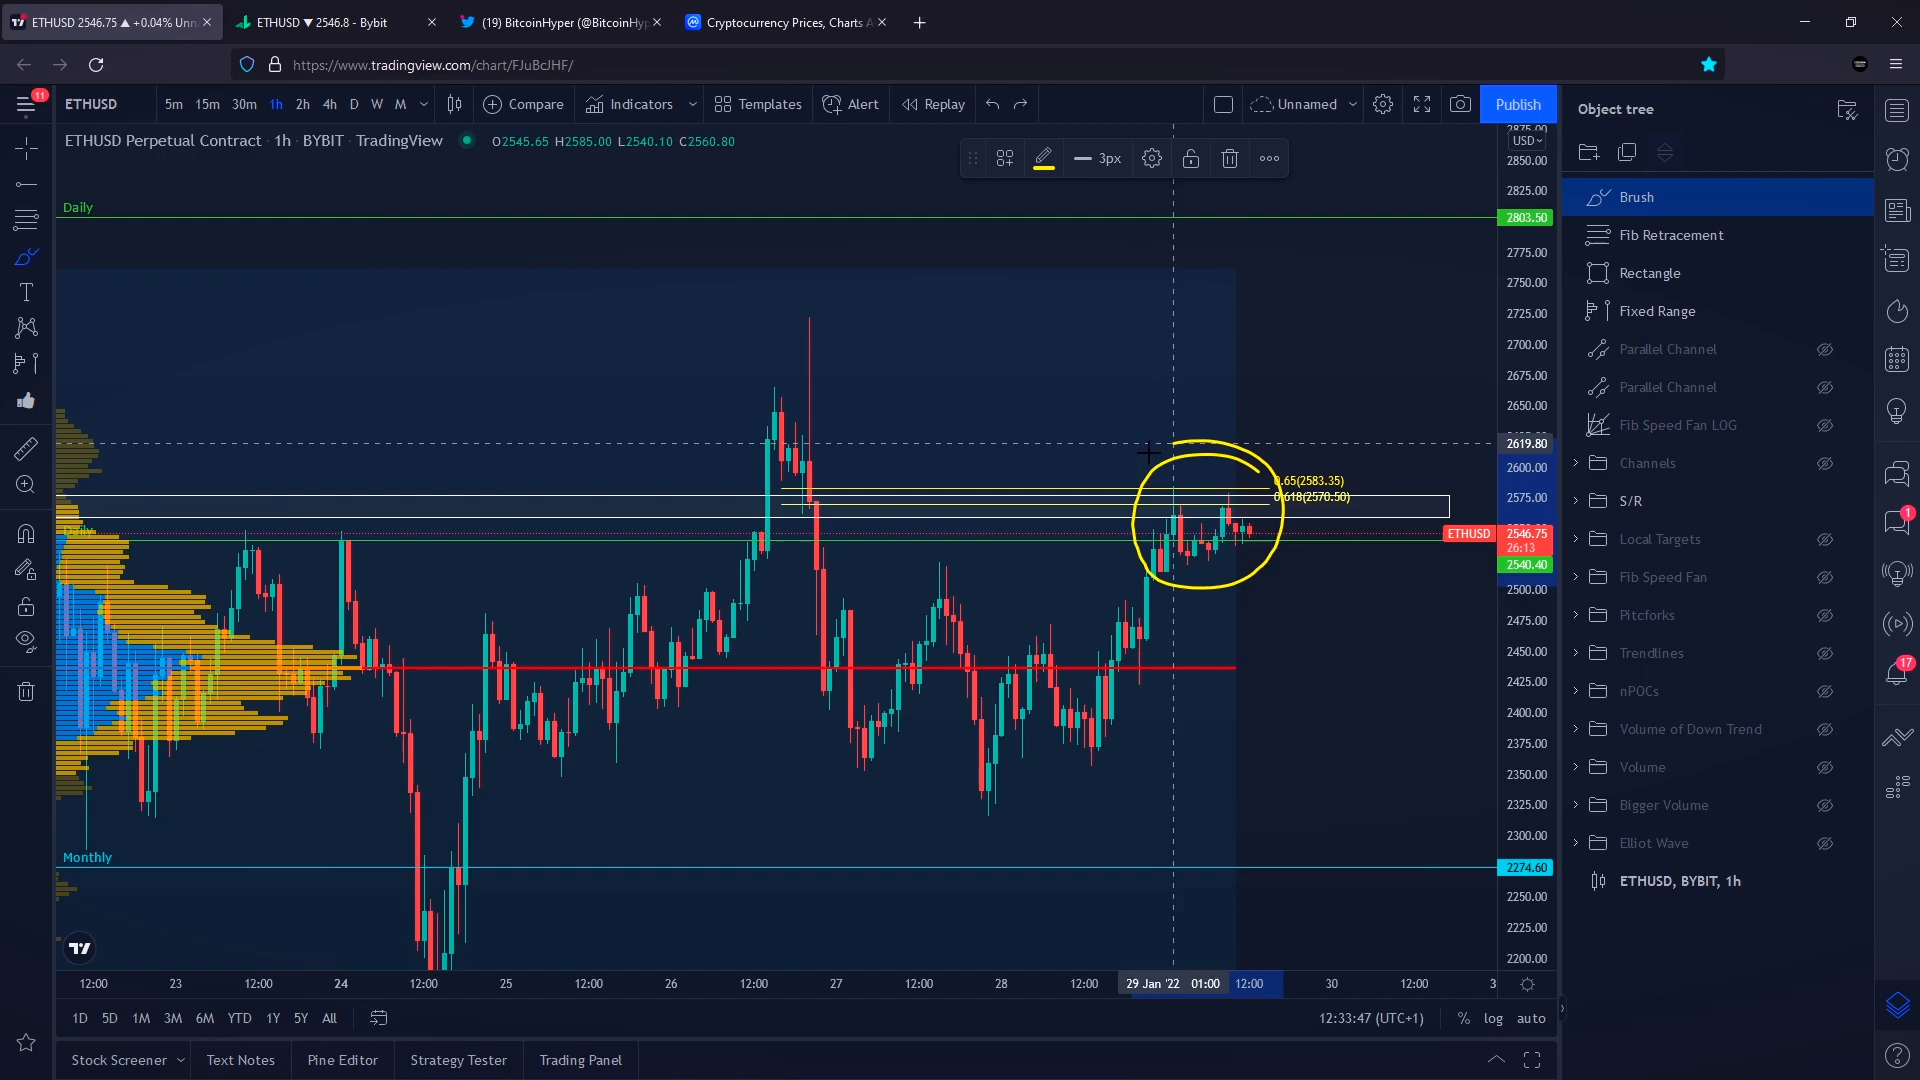 ETHUSD 2546.75 ▲ +0.04% Unn
ETHUSD ▼ 2546.8 - Bybit
(19) BitcoinHyper (@BitcoinHyp
Cryptocurrency Prices, Charts A
https://www.tradingview.com/chart/FJuBcJHF/
11
ETHUSD
5m 15m 30m 1h 2h 4h D W M
Compare
Indicators
Templates
Alert
Replay
Unnamed
Publish
Object tree
ETHUSD Perpetual Contract · 1h · BYBIT · TradingView
O2545.65 H2585.00 L2540.10 C2560.80
3px
USD
2875.00
2850.00
2825.00
2803.50
2775.00
2750.00
2725.00
2700.00
2675.00
2650.00
2619.80
2600.00
2575.00
ETHUSD 2546.75
26:13
2540.40
2500.00
2475.00
2450.00
2425.00
2400.00
2375.00
2350.00
2325.00
2300.00
2274.60
2250.00
2225.00
2200.00
Daily
0.65(2583.35)
0.618(2570.50)
Daily
Monthly
12:00 23 12:00 24 12:00 25 12:00 26 12:00 27 12:00 28 12:00 29 Jan '22 01:00 12:00 30 12:00 3
1D 5D 1M 3M 6M YTD 1Y 5Y All
12:33:47 (UTC+1)
% log auto
Stock Screener
Text Notes
Pine Editor
Strategy Tester
Trading Panel
Brush
Fib Retracement
Rectangle
Fixed Range
Parallel Channel
Parallel Channel
Fib Speed Fan LOG
Channels
S/R
Local Targets
Fib Speed Fan
Pitcforks
Trendlines
nPOCs
Volume of Down Trend
Volume
Bigger Volume
Elliot Wave
ETHUSD, BYBIT, 1h
1
17